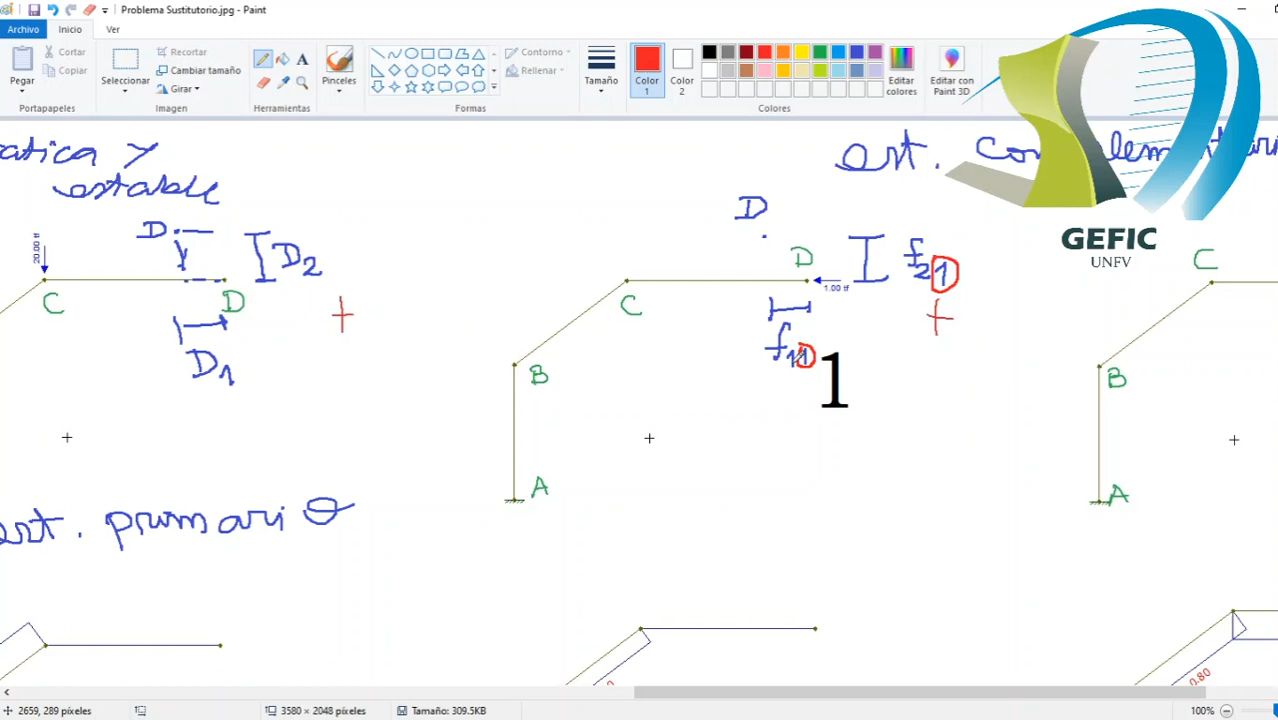 Problema Sustitutorio.jpg - Paint
Archivo
Inicio
Ver
Pegar
Portapapeles
Cortar
Copiar
Seleccionar
Recortar
Cambiar tamaño
Girar
Imagen
A
Herramientas
Pinceles
Formas
Contorno
Rellenar
Tamaño
Color 1
Color 2
Editar colores
Colores
Editar con Paint 3D
GEFIC
UNFV
atica y
estable
est.
D
D2
20.00 tf
C
D
D1
+
est. primario
D
D
1.00 tf
f21
+
C
f11
1
B
A
C
B
A
0.80
2659, 289 píxeles
3580 × 2048 píxeles
Tamaño: 309.5KB
100%